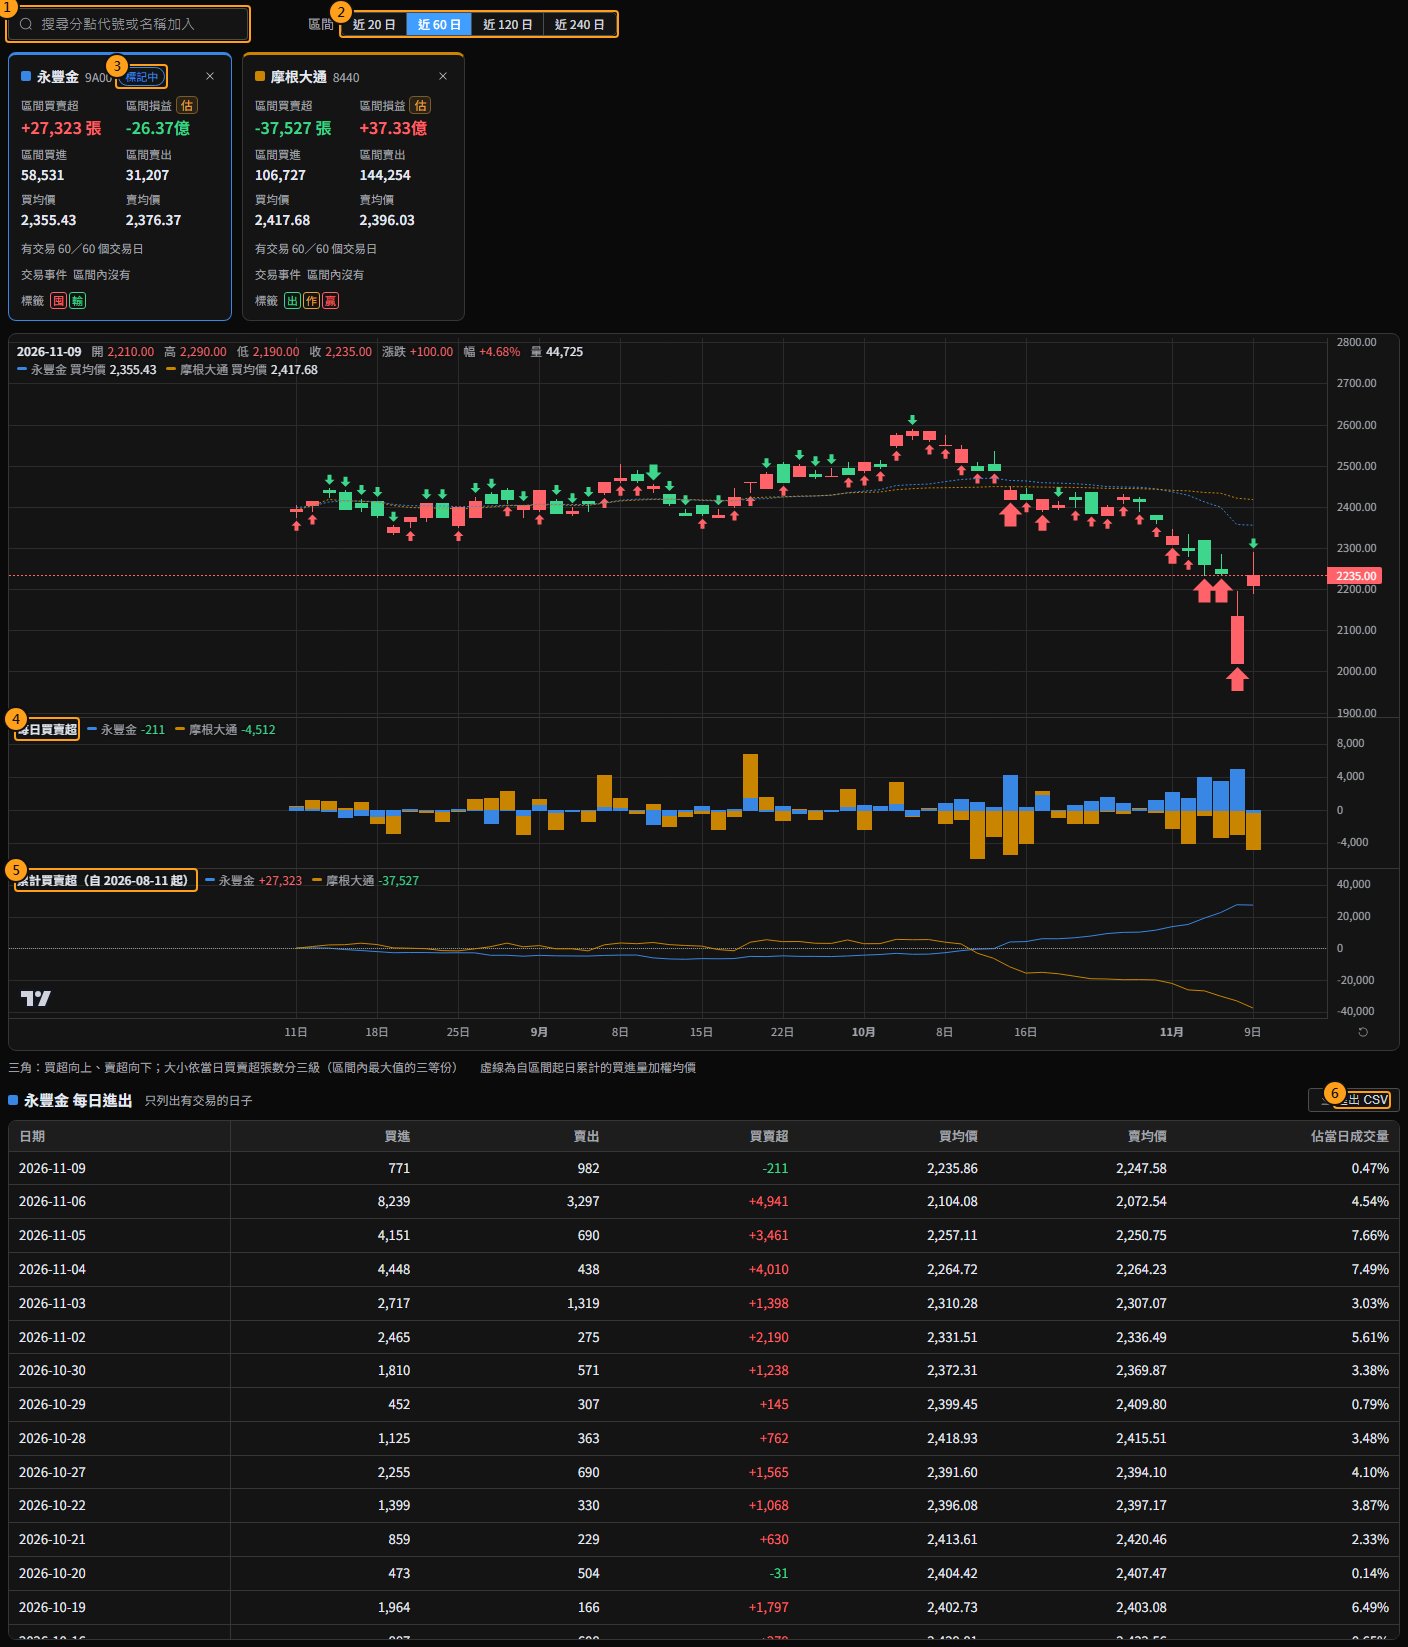 1
搜尋分點代號或名稱加入
區間
2
近 20 日 近 60 日 近 120 日 近 240 日
永豐金 9A00
3
標記中
×
區間買賣超 區間損益 估
+27,323 張 -26.37億
區間買進 區間賣出
58,531 31,207
買均價 賣均價
2,355.43 2,376.37
有交易 60／60 個交易日
交易事件 區間內沒有
標籤 囤 輸
摩根大通 8440 ×
區間買賣超 區間損益 估
-37,527 張 +37.33億
區間買進 區間賣出
106,727 144,254
買均價 賣均價
2,417.68 2,396.03
有交易 60／60 個交易日
交易事件 區間內沒有
標籤 出 作 贏
2026-11-09 開 2,210.00 高 2,290.00 低 2,190.00 收 2,235.00 漲跌 +100.00 幅 +4.68% 量 44,725
永豐金 買均價 2,355.43 摩根大通 買均價 2,417.68
2800.00
2700.00
2600.00
2500.00
2400.00
2300.00
2235.00
2200.00
2100.00
2000.00
1900.00
4
每日買賣超 永豐金 -211 摩根大通 -4,512
8,000
4,000
0
-4,000
5
累計買賣超（自 2026-08-11 起） 永豐金 +27,323 摩根大通 -37,527
40,000
20,000
0
-20,000
-40,000
11日 18日 25日 9月 8日 15日 22日 10月 8日 16日 11月 9日
三角：買超向上、賣超向下；大小依當日買賣超張數分三級（區間內最大值的三等份） 虛線為自區間起日累計的買進量加權均價
永豐金 每日進出 只列出有交易的日子
6
出 CSV
日期 買進 賣出 買賣超 買均價 賣均價 佔當日成交量
2026-11-09 771 982 -211 2,235.86 2,247.58 0.47%
2026-11-06 8,239 3,297 +4,941 2,104.08 2,072.54 4.54%
2026-11-05 4,151 690 +3,461 2,257.11 2,250.75 7.66%
2026-11-04 4,448 438 +4,010 2,264.72 2,264.23 7.49%
2026-11-03 2,717 1,319 +1,398 2,310.28 2,307.07 3.03%
2026-11-02 2,465 275 +2,190 2,331.51 2,336.49 5.61%
2026-10-30 1,810 571 +1,238 2,372.31 2,369.87 3.38%
2026-10-29 452 307 +145 2,399.45 2,409.80 0.79%
2026-10-28 1,125 363 +762 2,418.93 2,415.51 3.48%
2026-10-27 2,255 690 +1,565 2,391.60 2,394.10 4.10%
2026-10-22 1,399 330 +1,068 2,396.08 2,397.17 3.87%
2026-10-21 859 229 +630 2,413.61 2,420.46 2.33%
2026-10-20 473 504 -31 2,404.42 2,407.47 0.14%
2026-10-19 1,964 166 +1,797 2,402.73 2,403.08 6.49%